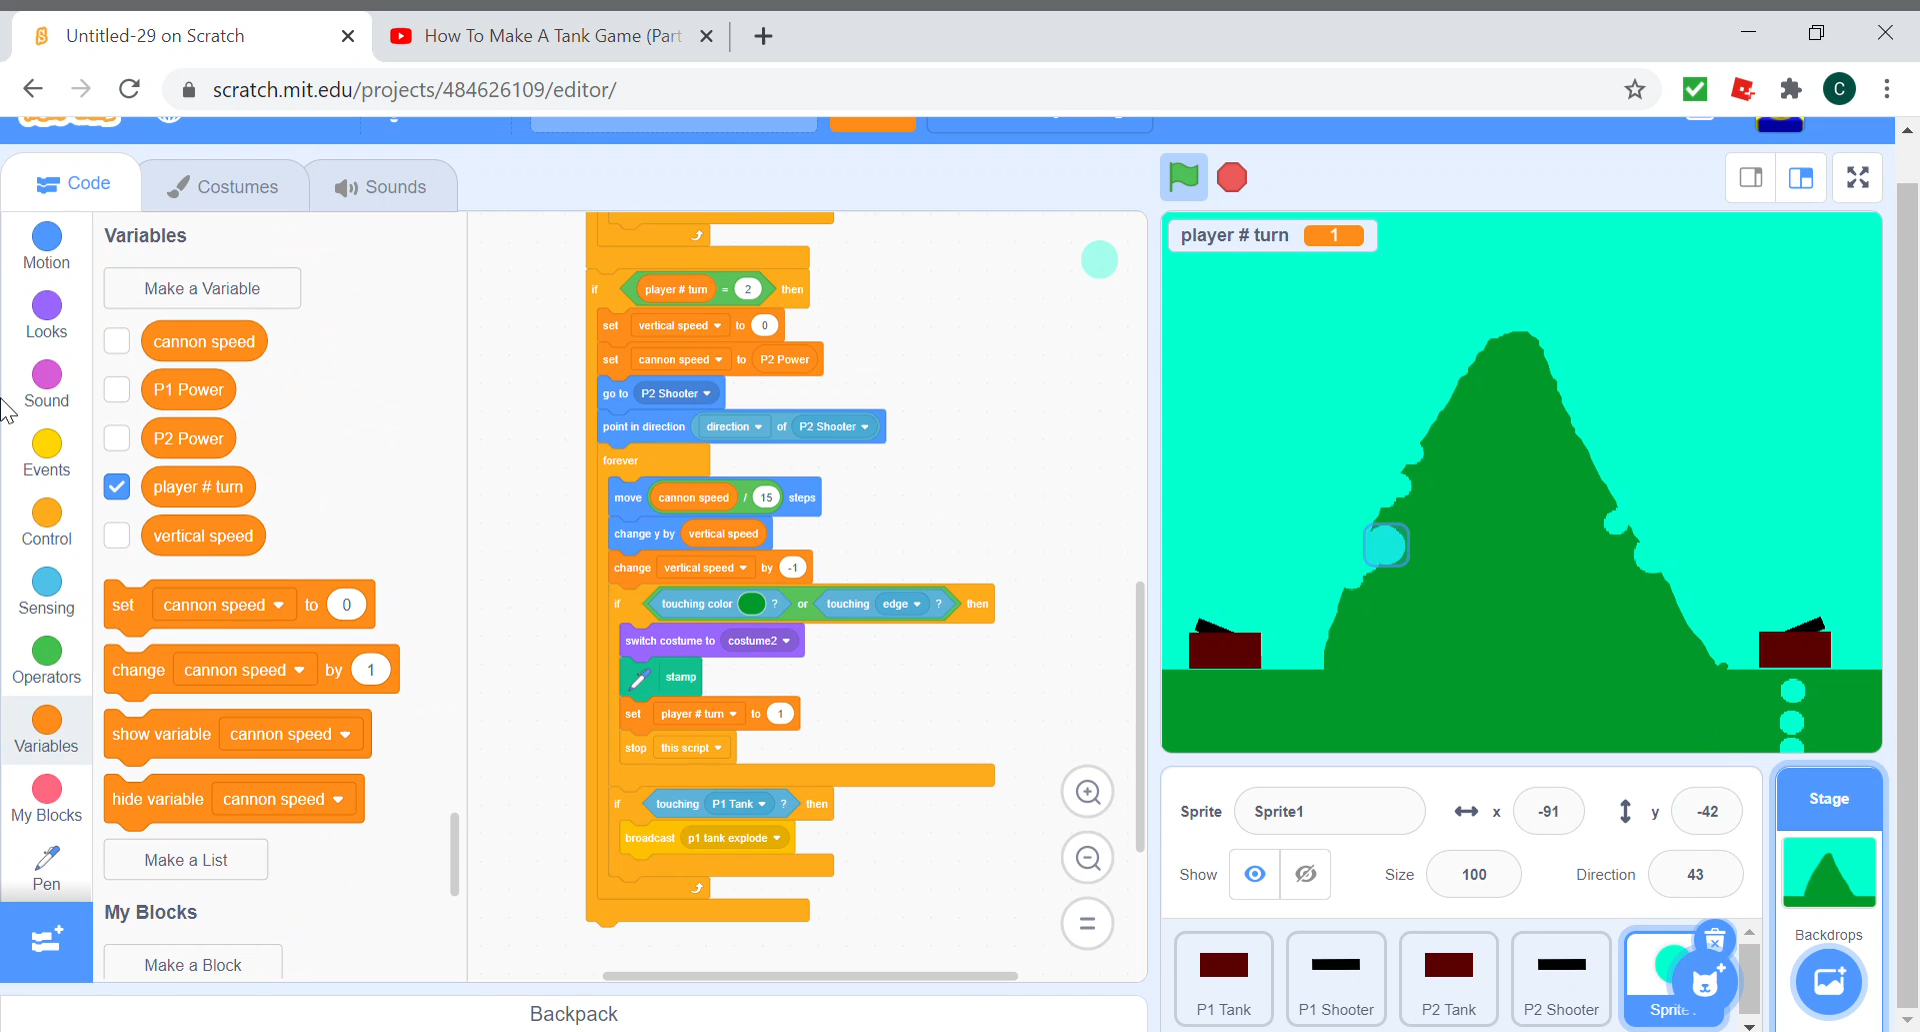 Untitled-29 on Scratch
How To Make A Tank Game (Part
scratch.mit.edu/projects/484626109/editor/
C
Code
Costumes
Sounds
Motion
Looks
Sound
Events
Control
Sensing
Operators
Variables
My Blocks
Pen
Variables
Make a Variable
cannon speed
P1 Power
P2 Power
player # turn
vertical speed
set cannon speed to 0
change cannon speed by 1
show variable cannon speed
hide variable cannon speed
Make a List
My Blocks
Make a Block
if player # turn = 2 then
set vertical speed to 0
set cannon speed to P2 Power
go to P2 Shooter
point in direction direction of P2 Shooter
forever
move cannon speed / 15 steps
change y by vertical speed
change vertical speed by -1
if touching color ? or touching edge ? then
switch costume to costume2
stamp
set player # turn to 1
stop this script
if touching P1 Tank ? then
broadcast p1 tank explode
Backpack
player # turn 1
Sprite Sprite1 x -91 y -42
Show Size 100 Direction 43
P1 Tank
P1 Shooter
P2 Tank
P2 Shooter
Stage
Backdrops